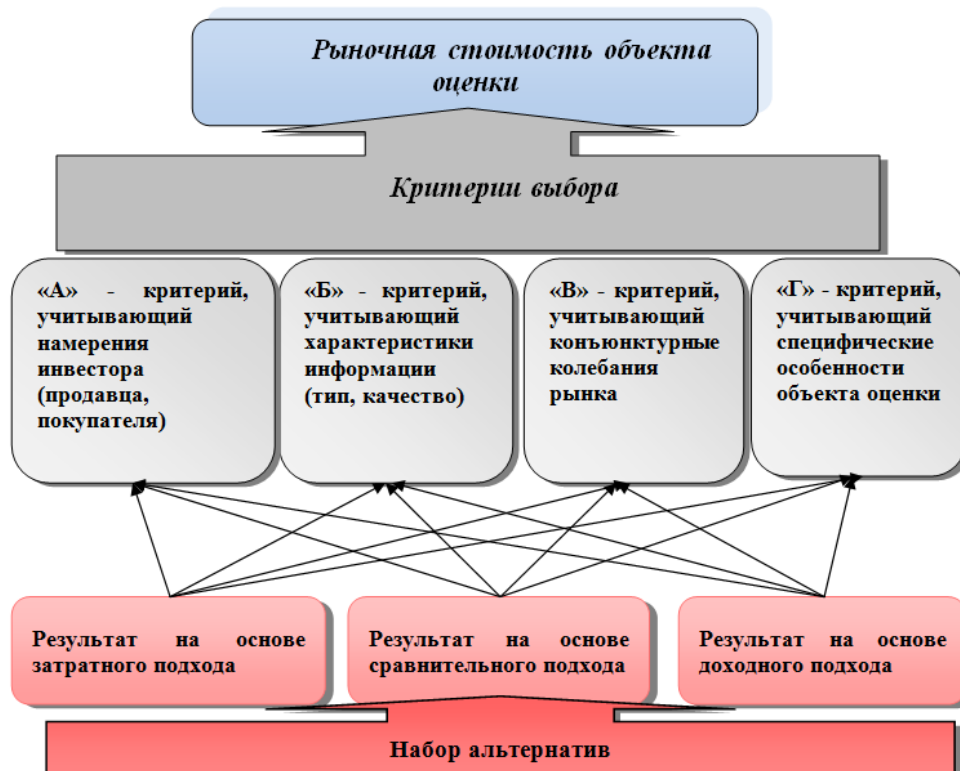 Рыночная стоимость объекта
оценки
Критерии выбора
«А» - критерий,
учитывающий
намерения
инвестора
(продавца,
покупателя)
«Б» - критерий,
учитывающий
характеристики
информации
(тип, качество)
«В» - критерий,
учитывающий
конъюнктурные
колебания
рынка
«Г» - критерий,
учитывающий
специфические
особенности
объекта оценки
Результат на основе
затратного подхода
Результат на основе
сравнительного подхода
Результат на основе
доходного подхода
Набор альтернатив